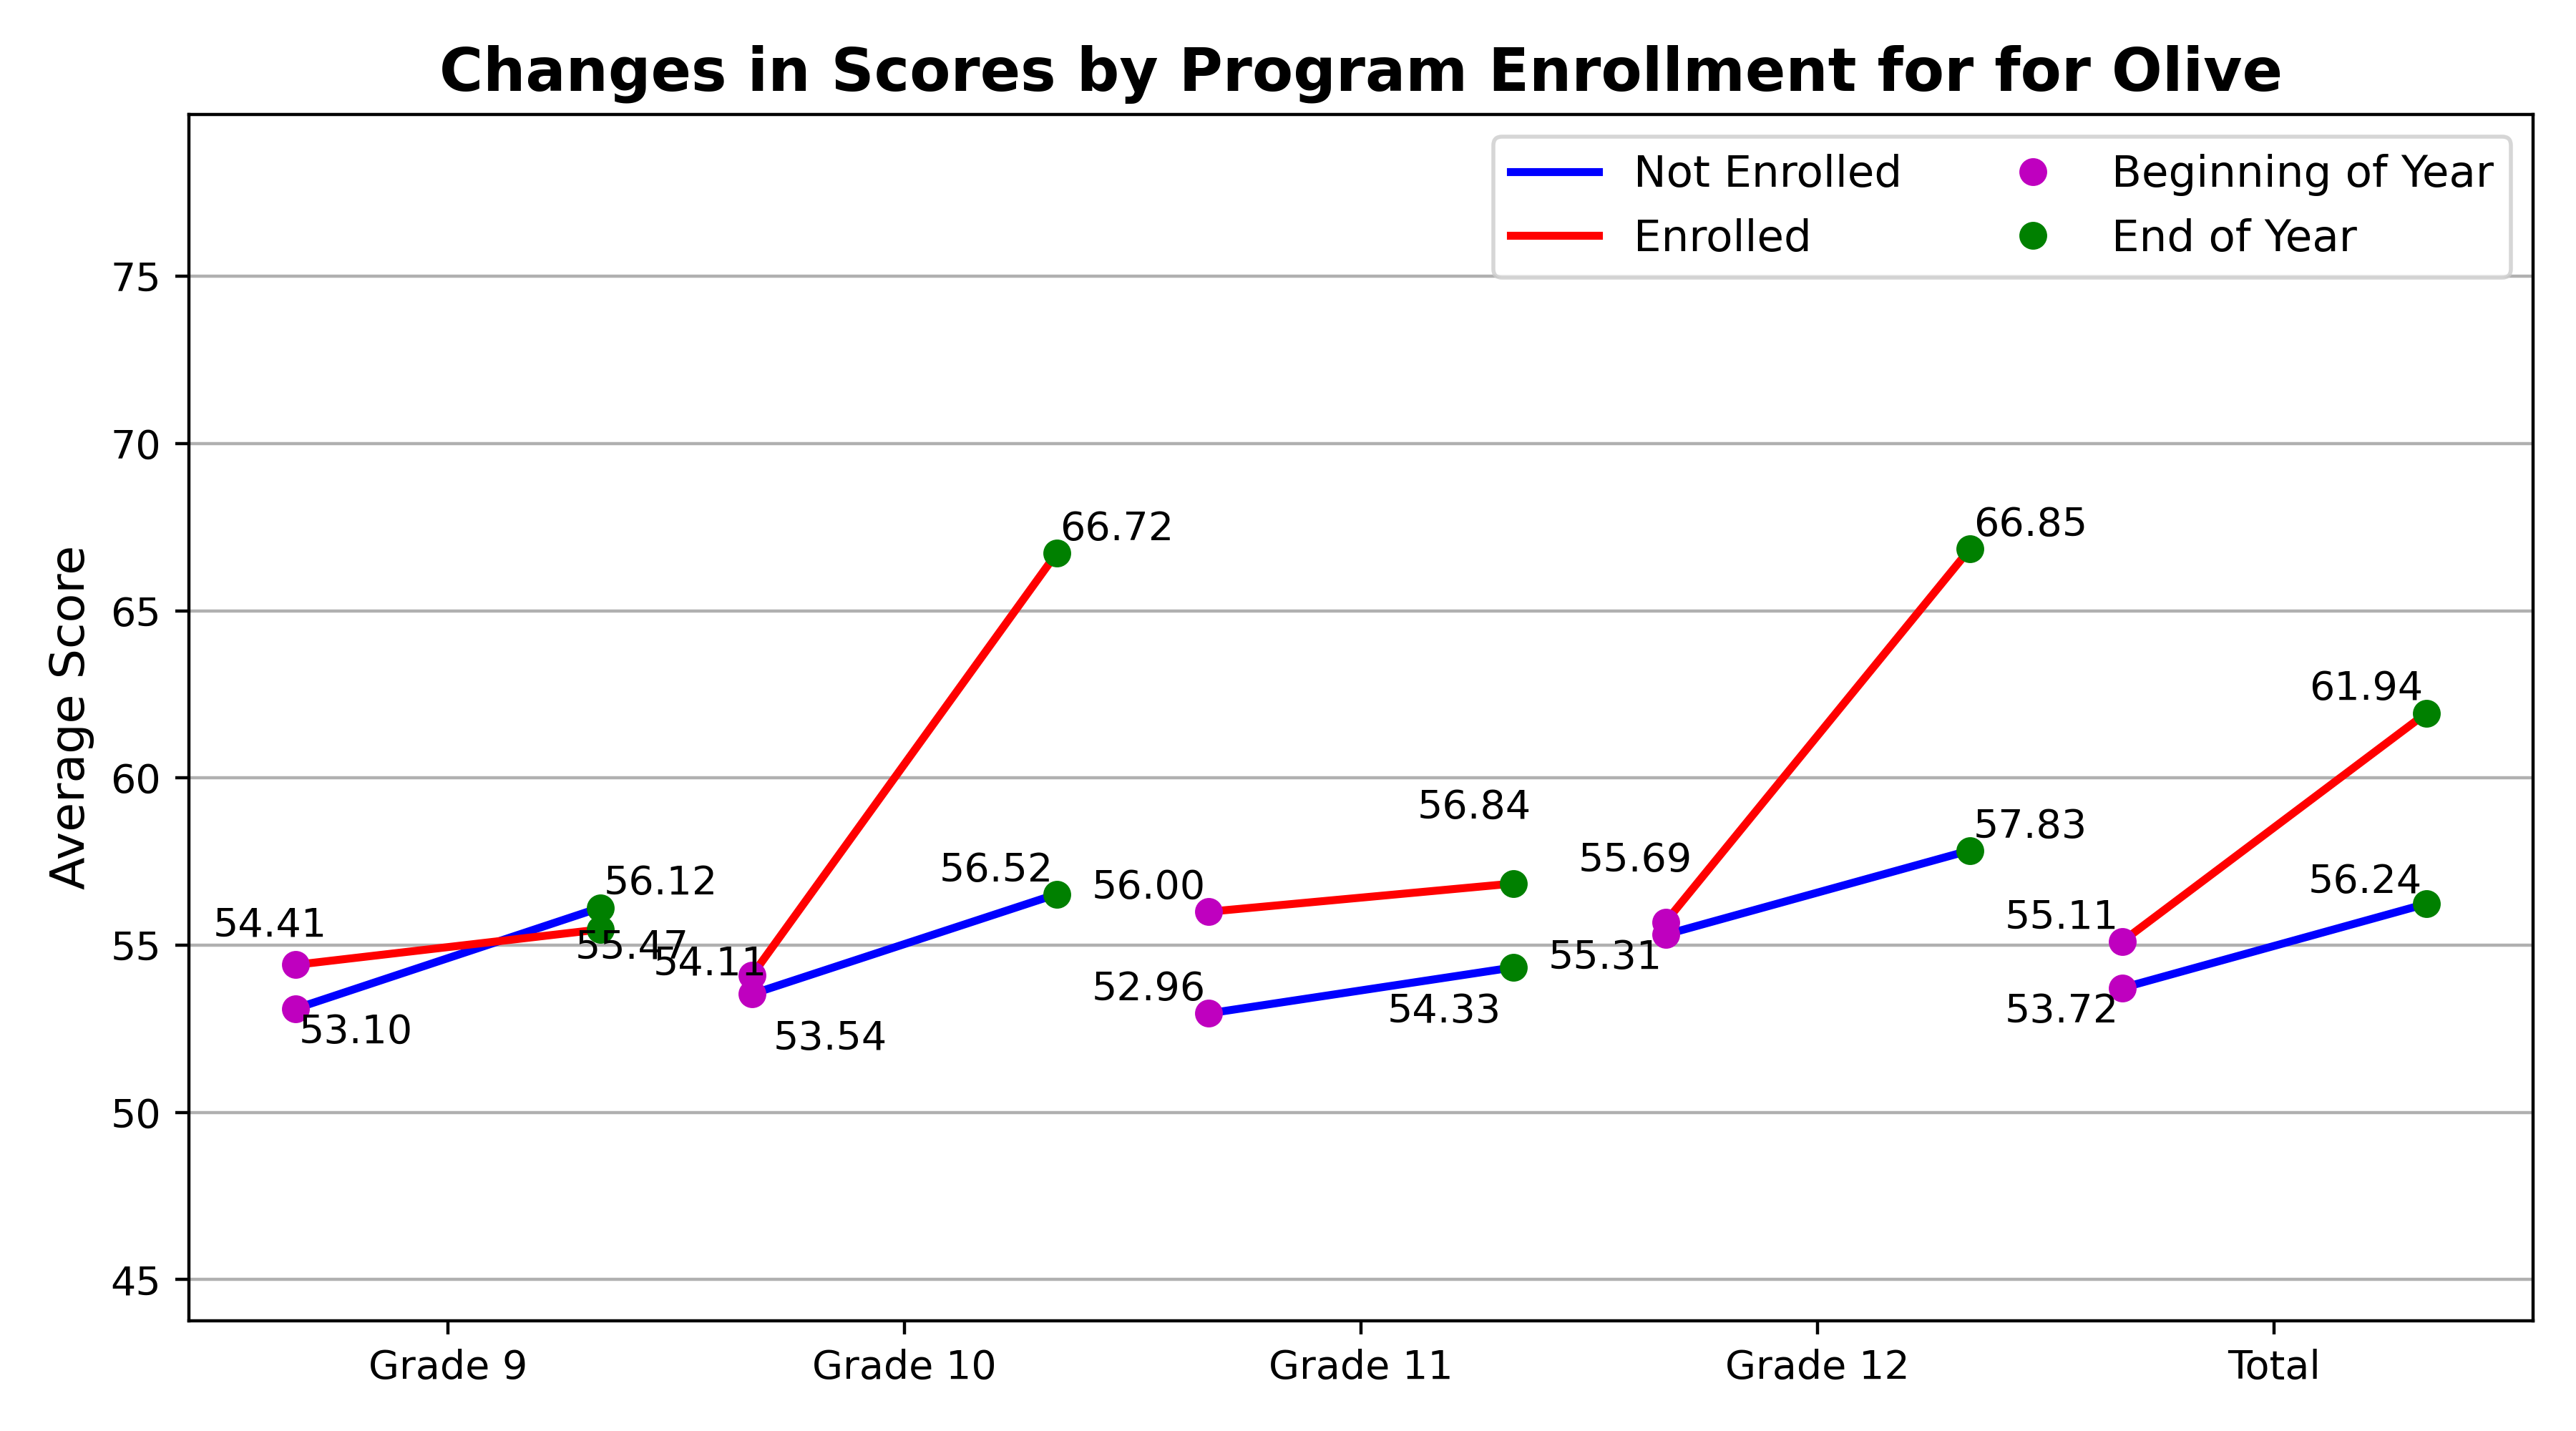 Changes in Scores by Program Enrollment for for Olive
Not Enrolled
Enrolled
Beginning of Year
End of Year
Average Score
75
70
65
60
55
50
45
54.41
53.10
56.12
55.47
54.11
53.54
66.72
56.52
56.00
52.96
56.84
54.33
55.69
55.31
66.85
57.83
55.11
53.72
61.94
56.24
Grade 9
Grade 10
Grade 11
Grade 12
Total